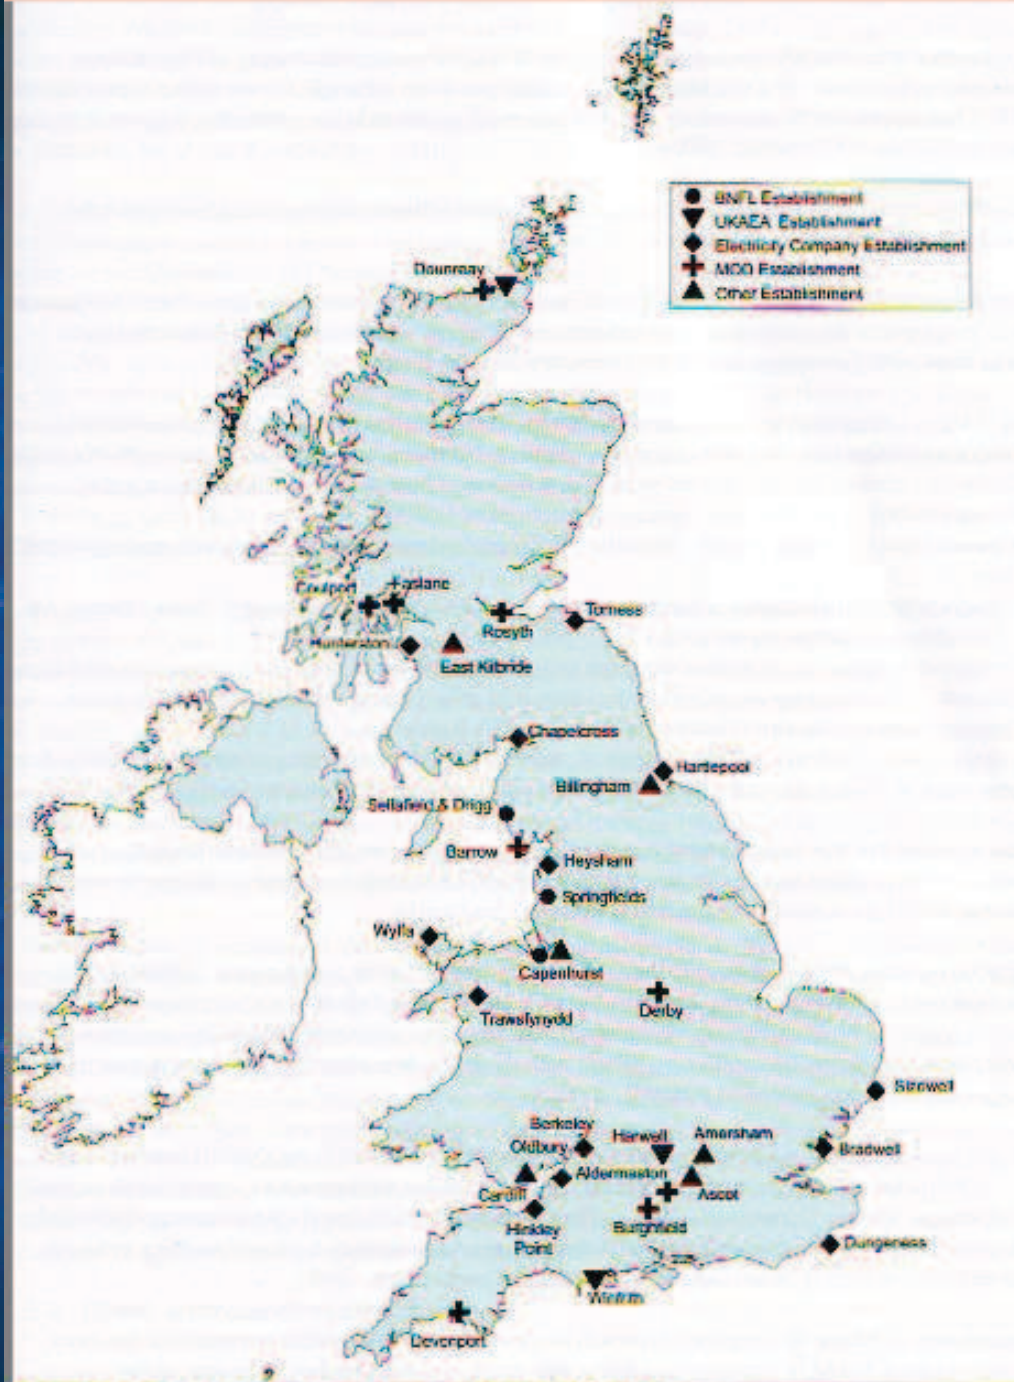 BNFL Establishment
UKAEA Establishment
Electricity Company Establishment
MOD Establishment
Other Establishment
Dounreay
Coulport
Faslane
Rosyth
Torness
Hunterston
East Kilbride
Chapelcross
Hartlepool
Billingham
Sellafield & Drigg
Barrow
Heysham
Springfields
Wylfa
Capenhurst
Trawsfynydd
Derby
Sizewell
Berkeley
Harwell
Amersham
Oldbury
Bradwell
Aldermaston
Cardiff
Ascot
Hinkley
Point
Burghfield
Dungeness
Winfrith
Devonport